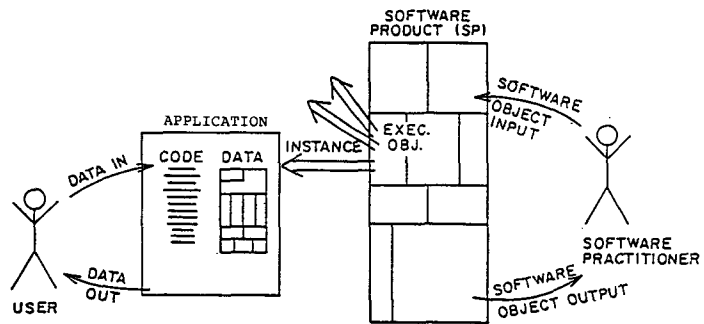 SOFTWARE
PRODUCT (SP)
APPLICATION
SOFTWARE
OBJECT
INPUT
EXEC.
OBJ.
INSTANCE
CODE DATA
DATA IN
DATA
OUT
USER
SOFTWARE
PRACTITIONER
SOFTWARE
OBJECT OUTPUT